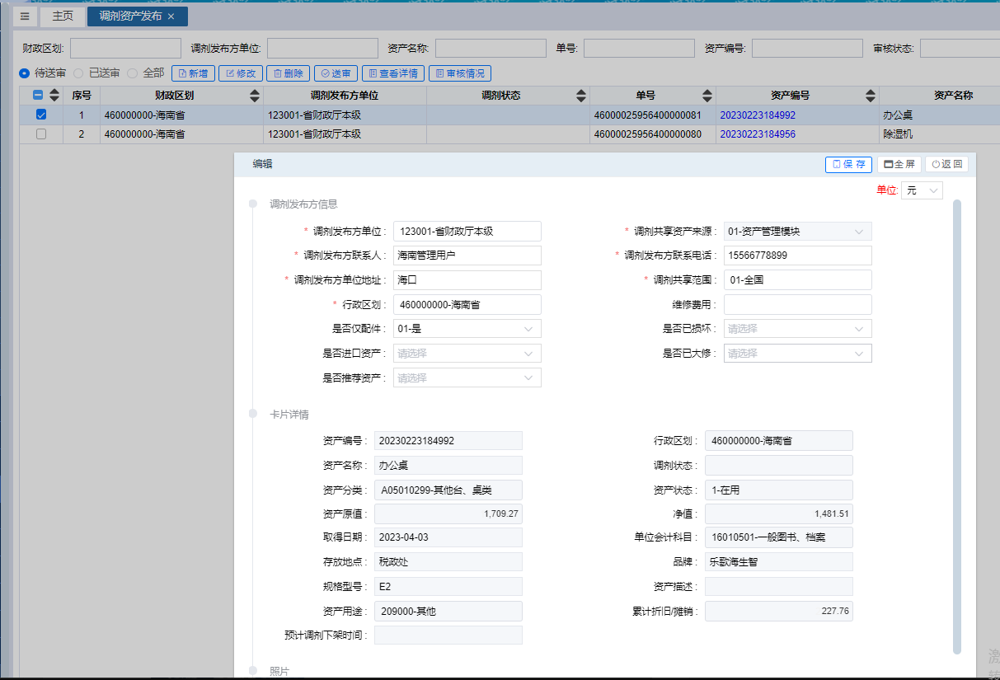 主页 调剂资产发布 ×
财政区划: 调剂发布方单位: 资产名称: 单号: 资产编号: 审核状态:
待送审 已送审 全部 新增 修改 删除 送审 查看详情 审核情况
序号 财政区划 调剂发布方单位 调剂状态 单号 资产编号 资产名称
1 460000000-海南省 123001-省财政厅本级 46000025956400000081 20230223184992 办公桌
2 460000000-海南省 123001-省财政厅本级 46000025956400000080 20230223184956 除湿机
编辑 保 存 全 屏 返 回
单位: 元
调剂发布方信息
* 调剂发布方单位: 123001-省财政厅本级 * 调剂共享资产来源: 01-资产管理模块
* 调剂发布方联系人: 海南管理用户 * 调剂发布方联系电话: 15566778899
* 调剂发布方单位地址: 海口 * 调剂共享范围: 01-全国
* 行政区划: 460000000-海南省 维修费用:
是否仅配件: 01-是 是否已损坏: 请选择
是否进口资产: 请选择 是否已大修: 请选择
是否推荐资产: 请选择
卡片详情
资产编号: 20230223184992 行政区划: 460000000-海南省
资产名称: 办公桌 调剂状态:
资产分类: A05010299-其他台、桌类 资产状态: 1-在用
资产原值: 1,709.27 净值: 1,481.51
取得日期: 2023-04-03 单位会计科目: 16010501-一般图书、档案
存放地点: 税政处 品牌: 乐歌海生智
规格型号: E2 资产描述:
资产用途: 209000-其他 累计折旧/摊销: 227.76
预计调剂下架时间:
照片